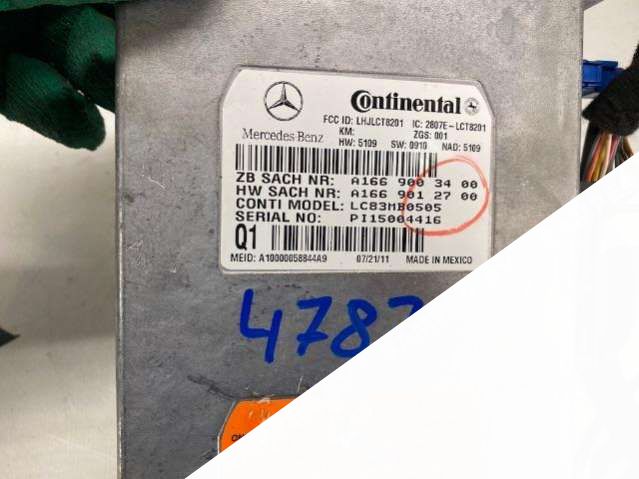 Continental
FCC ID: LHJLCT8201 IC: 2807E-LCT8201
Mercedes-Benz
KM: ZGS: 001
HW: 5109 SW: 0910 NAD: 5109
ZB SACH NR: A166 900 34 00
HW SACH NR: A166 901 27 00
CONTI MODEL: LC83MB0505
SERIAL NO: PI15004416
Q1
MEID: A10000058844A9 07/21/11 MADE IN MEXICO